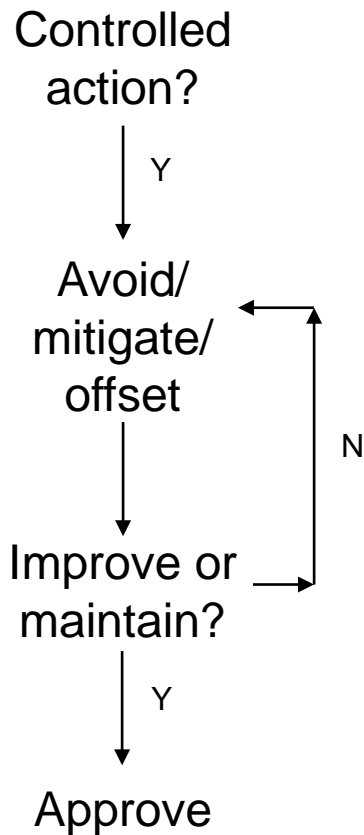 Controlled
action?
Y
Avoid/
mitigate/
offset
N
Improve or
maintain?
Y
Approve